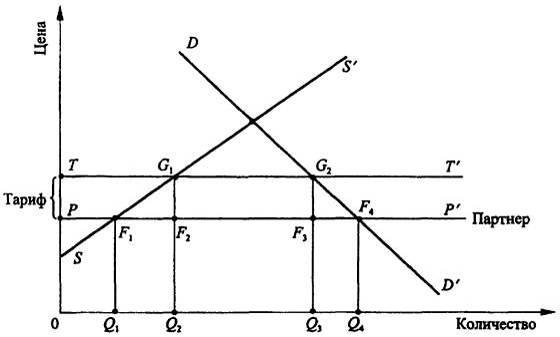 Цена
D
S′
T
G₁
G₂
T′
Тариф
P
F₁
F₂
F₃
F₄
P′
Партнер
S
D′
0
Q₁
Q₂
Q₃
Q₄
Количество